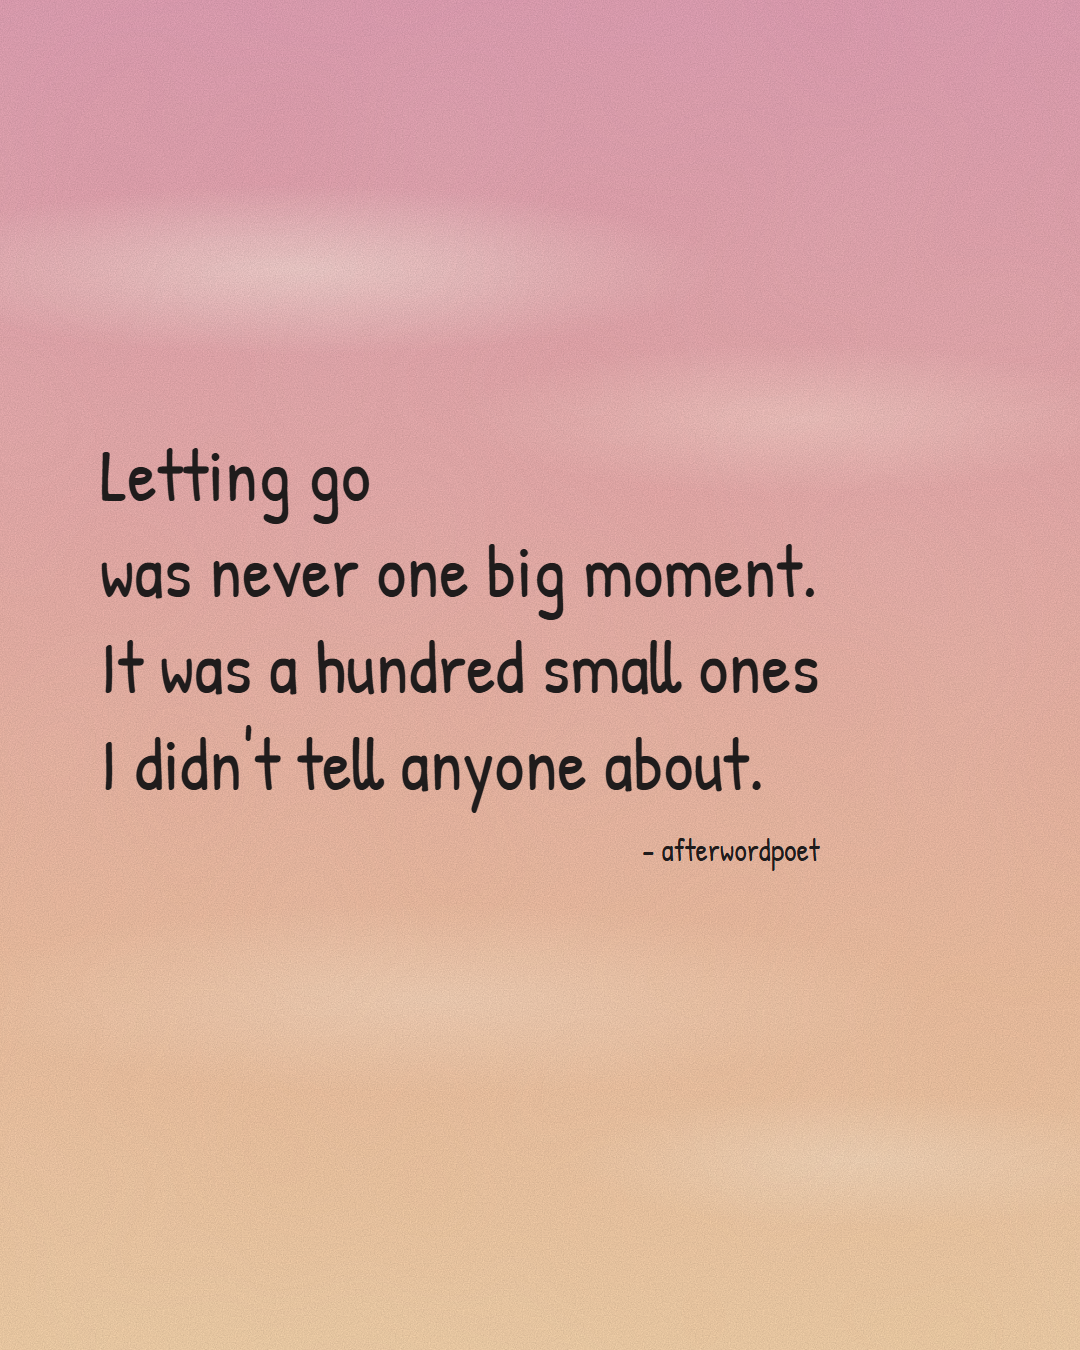 Letting go
was never one big moment.
It was a hundred small ones
I didn't tell anyone about.
- afterwordpoet